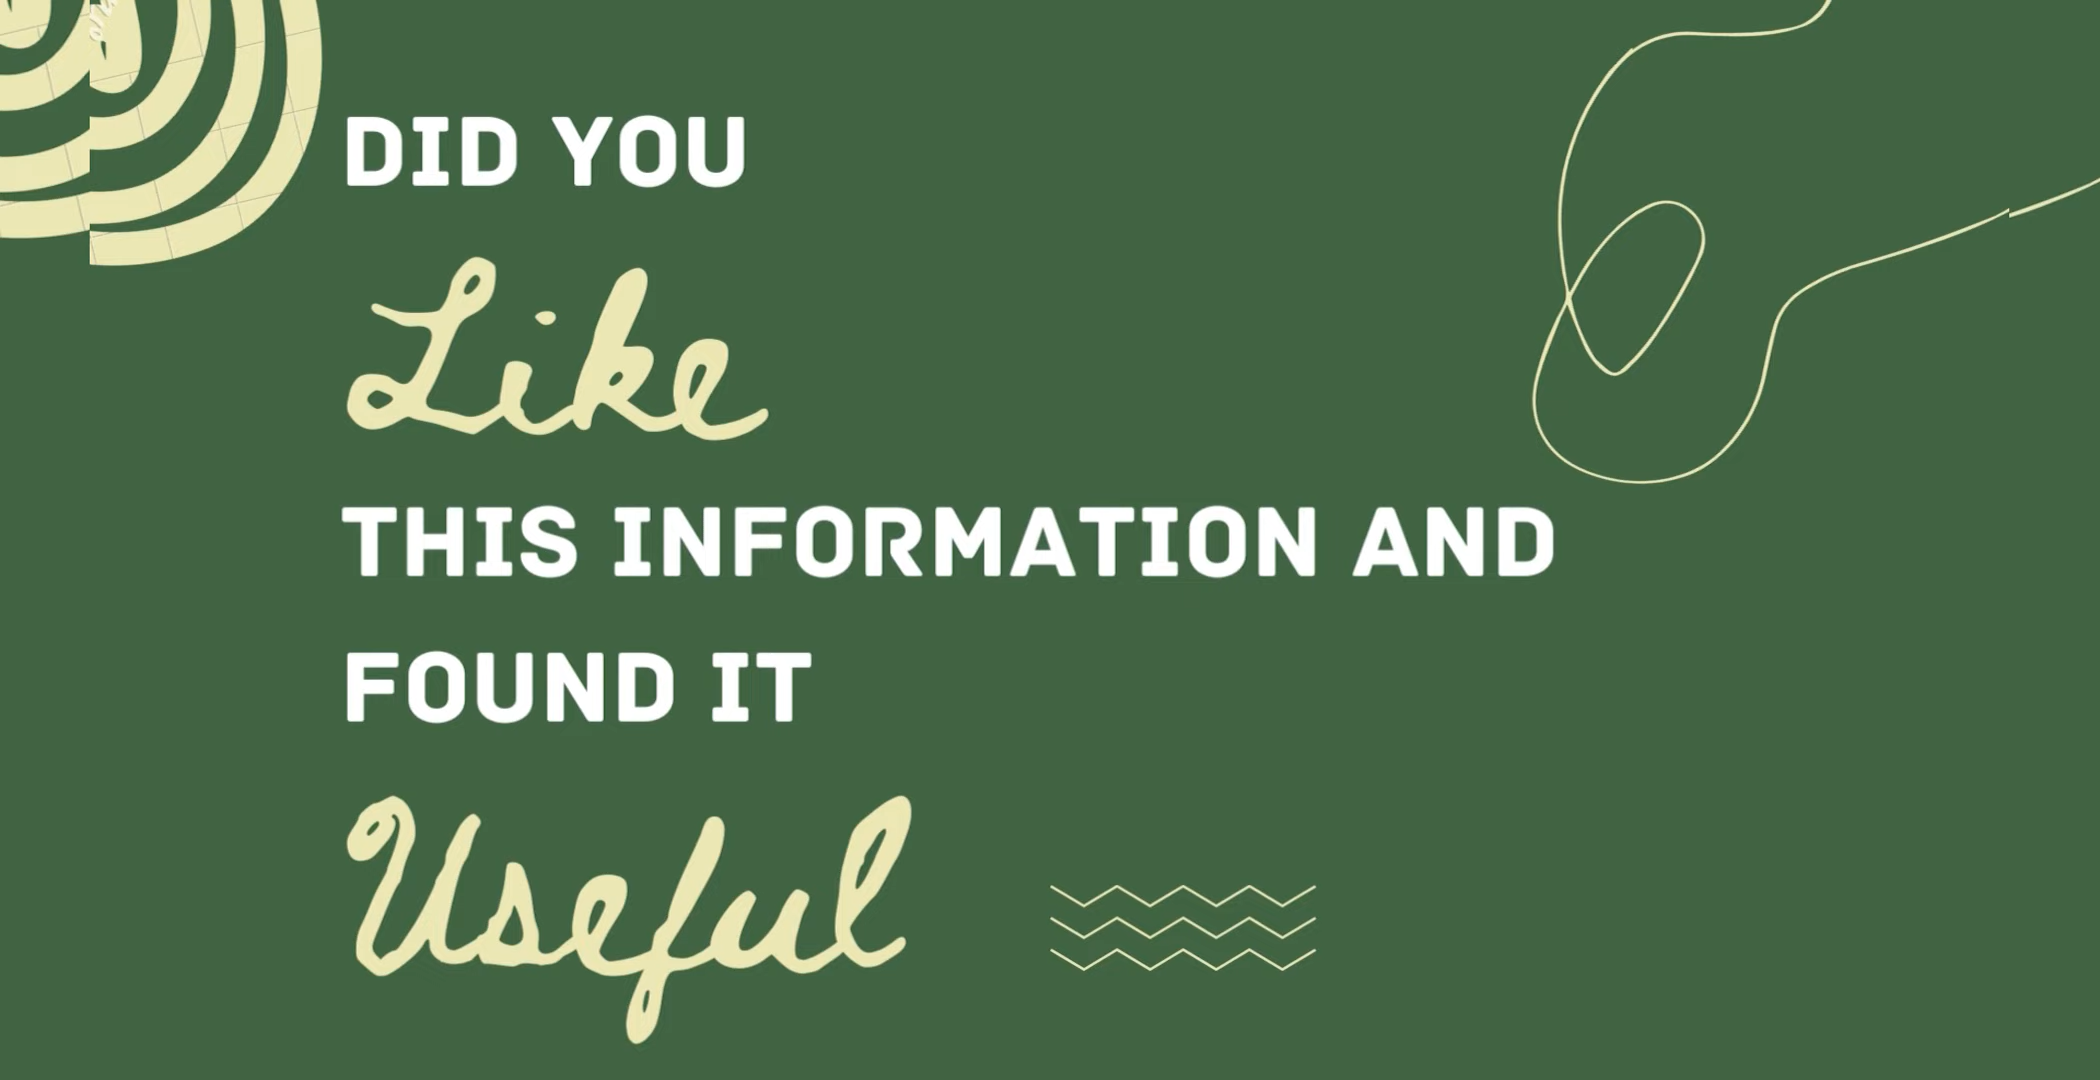 DID YOU
Like
THIS INFORMATION AND
FOUND IT
Useful